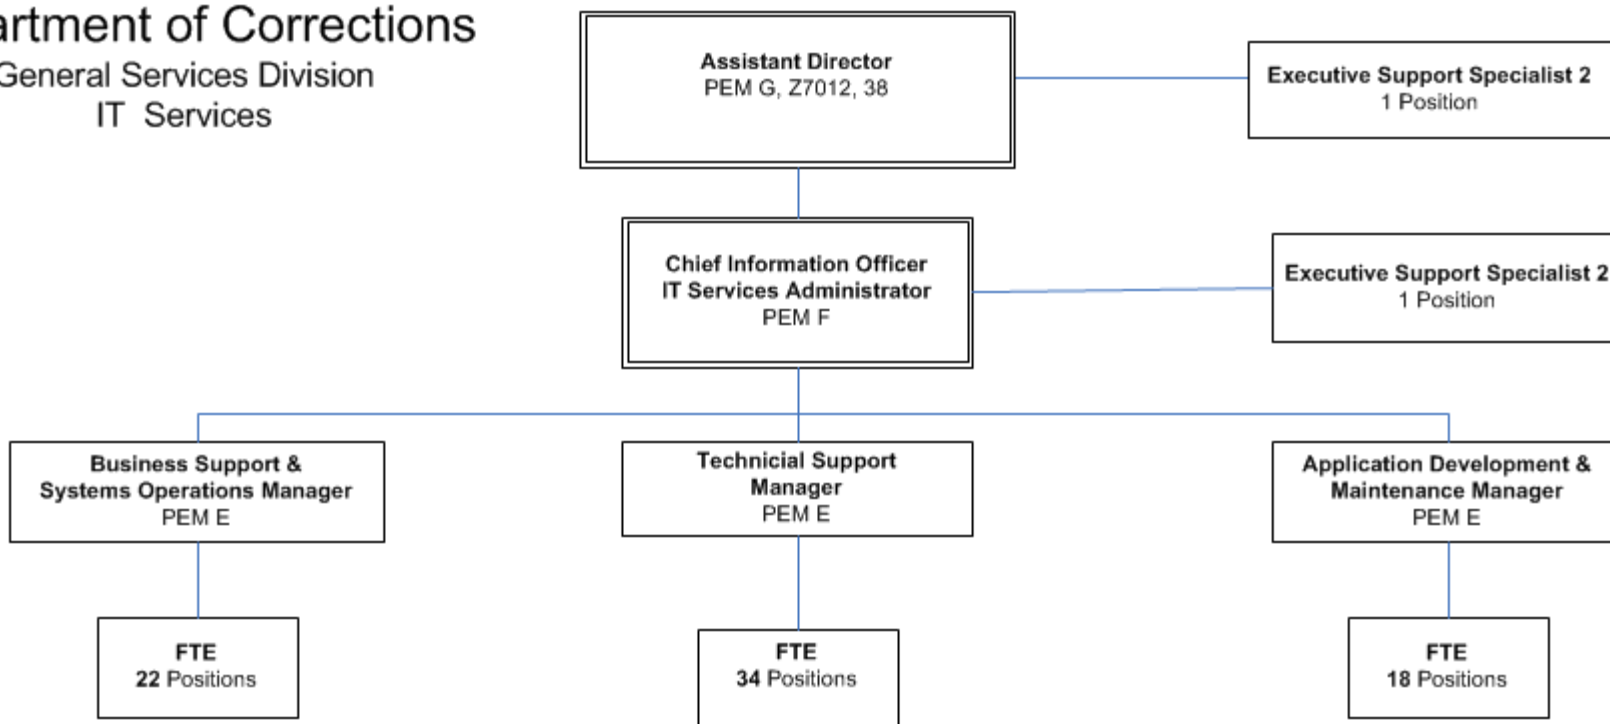 artment of Corrections
General Services Division
IT Services
Assistant Director
PEM G, Z7012, 38
Executive Support Specialist 2
1 Position
Chief Information Officer
IT Services Administrator
PEM F
Executive Support Specialist 2
1 Position
Business Support &
Systems Operations Manager
PEM E
Technicial Support
Manager
PEM E
Application Development &
Maintenance Manager
PEM E
FTE
22 Positions
FTE
34 Positions
FTE
18 Positions